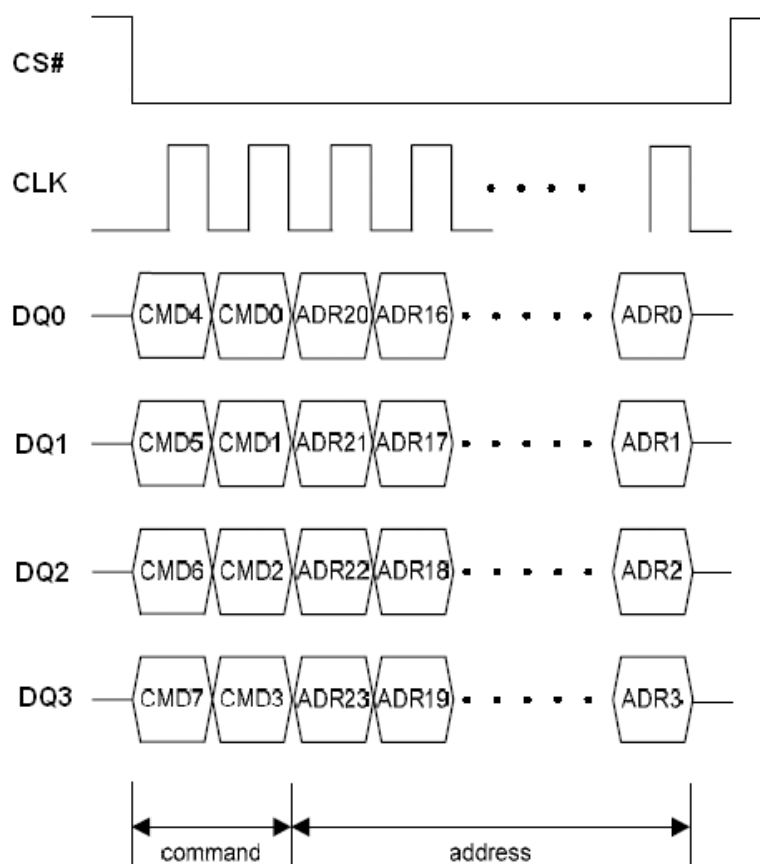 CS#
CLK
DQ0 CMD4 CMD0 ADR20 ADR16 ADR0
DQ1 CMD5 CMD1 ADR21 ADR17 ADR1
DQ2 CMD6 CMD2 ADR22 ADR18 ADR2
DQ3 CMD7 CMD3 ADR23 ADR19 ADR3
command address